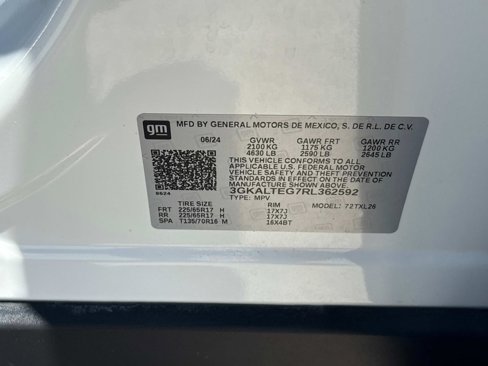 gm
MFD BY GENERAL MOTORS DE MEXICO, S. DE R.L. DE C.V.
06/24 GVWR GAWR FRT GAWR RR
2100 KG 1175 KG 1200 KG
4630 LB 2590 LB 2645 LB
THIS VEHICLE CONFORMS TO ALL
APPLICABLE U.S. FEDERAL MOTOR
VEHICLE SAFETY AND THEFT PREVENTION
STANDARDS IN EFFECT ON THE DATE OF
MANUFACTURE SHOWN ABOVE.
3GKALTEG7RL362592
0624 TYPE: MPV
TIRE SIZE RIM MODEL: 72TXL26
FRT 225/65R17 H 17X7J
RR 225/65R17 H 17X7J
SPA T135/70R16 M 16X4BT